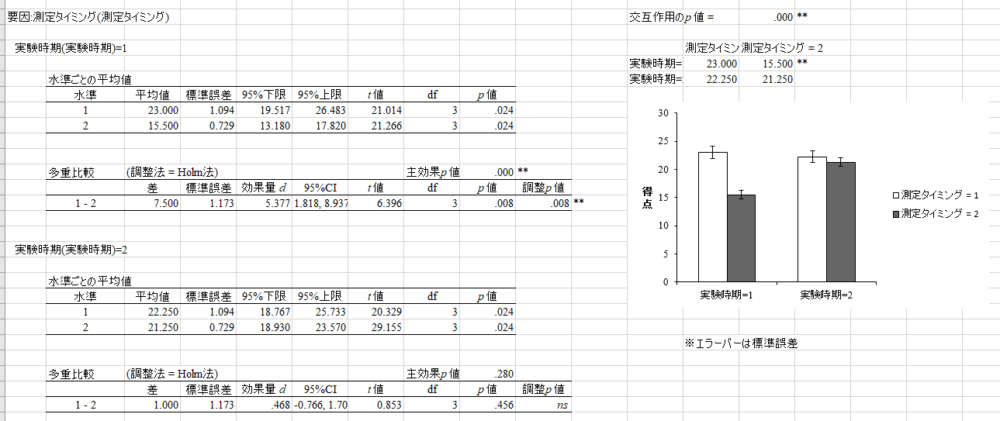 要因:測定タイミング(測定タイミング)
実験時期(実験時期)=1
水準ごとの平均値
水準 平均値 標準誤差 95%下限 95%上限 t 値 df p 値
1 23.000 1.094 19.517 26.483 21.014 3 .024
2 15.500 0.729 13.180 17.820 21.266 3 .024
多重比較 (調整法 = Holm法) 主効果p 値 .000 **
差 標準誤差 効果量 d 95%CI t 値 df p 値 調整p 値
1 - 2 7.500 1.173 5.377 1.818, 8.937 6.396 3 .008 .008 **
実験時期(実験時期)=2
水準ごとの平均値
水準 平均値 標準誤差 95%下限 95%上限 t 値 df p 値
1 22.250 1.094 18.767 25.733 20.329 3 .024
2 21.250 0.729 18.930 23.570 29.155 3 .024
多重比較 (調整法 = Holm法) 主効果p 値 .280
差 標準誤差 効果量 d 95%CI t 値 df p 値 調整p 値
1 - 2 1.000 1.173 .468 -0.766, 1.70 0.853 3 .456 ns
交互作用のp 値 = .000 **
測定タイミン 測定タイミング = 2
実験時期= 23.000 15.500 **
実験時期= 22.250 21.250
30
25
20
15
10
5
0
得点
実験時期=1 実験時期=2
測定タイミング = 1
測定タイミング = 2
※エラーバーは標準誤差